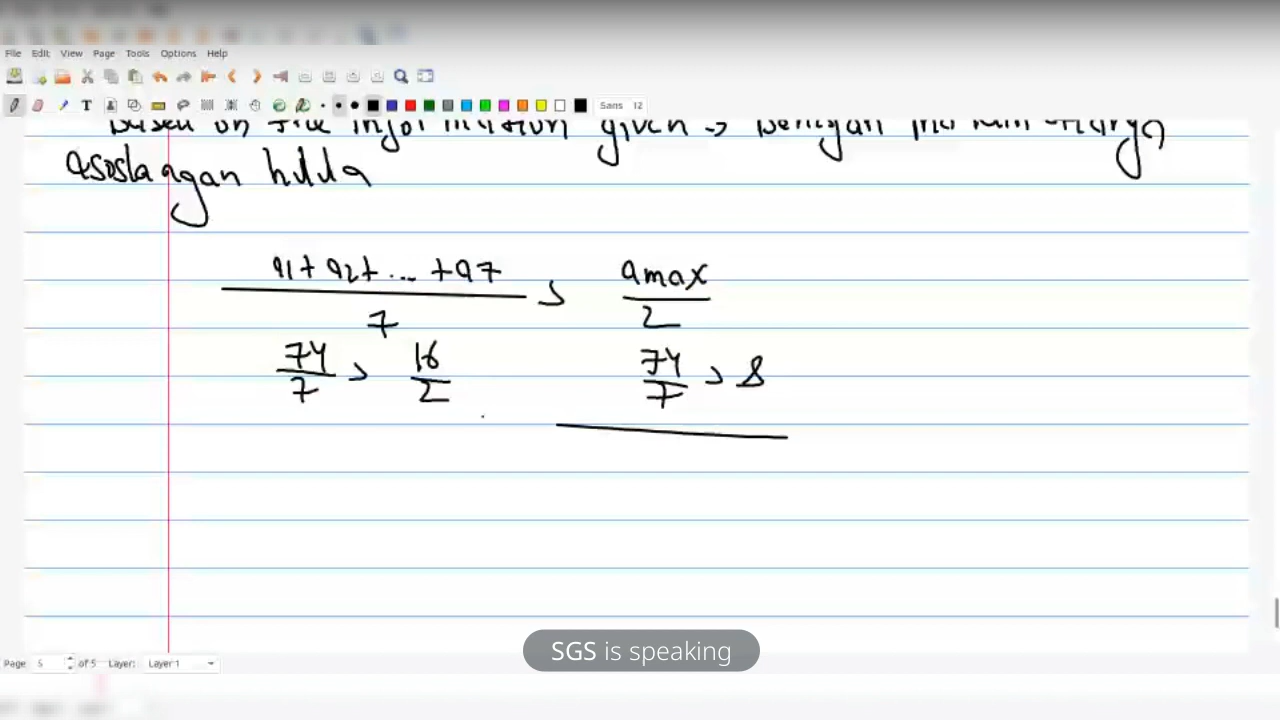 File Edit View Page Tools Options Help
T Sans 12
Based on the information given → Berilgan
asoslangan holda
a1+a2+...+a7 > amax
7 2
74 > 16 74 > 8
7 2 7
SGS is speaking
Page 5 of 5 Layer: Layer 1